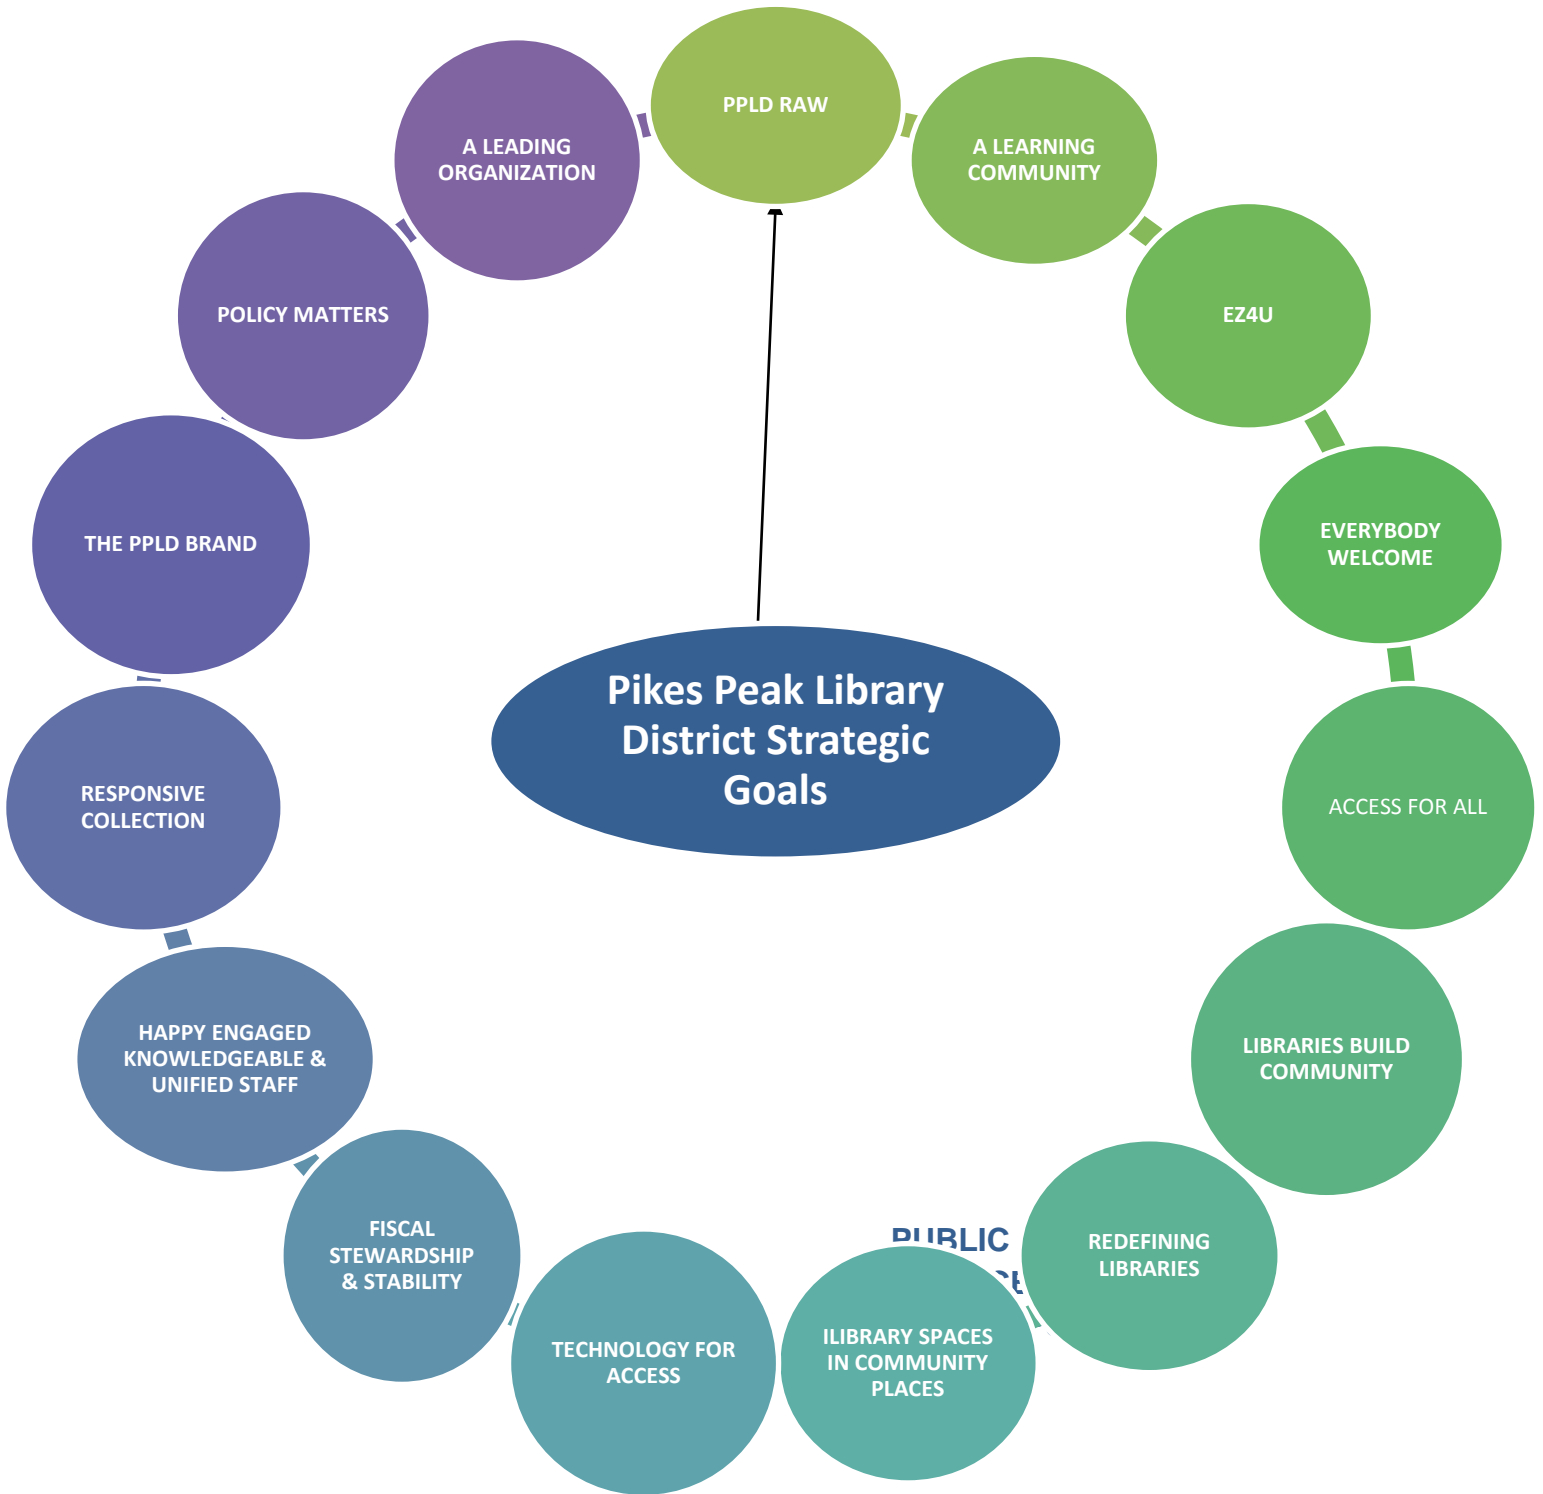 PPLD RAW
A LEARNING
COMMUNITY
EZ4U
EVERYBODY
WELCOME
ACCESS FOR ALL
LIBRARIES BUILD
COMMUNITY
REDEFINING
LIBRARIES
PUBLIC
ILIBRARY SPACES
IN COMMUNITY
PLACES
TECHNOLOGY FOR
ACCESS
FISCAL
STEWARDSHIP
& STABILITY
HAPPY ENGAGED
KNOWLEDGEABLE &
UNIFIED STAFF
RESPONSIVE
COLLECTION
THE PPLD BRAND
POLICY MATTERS
A LEADING
ORGANIZATION
Pikes Peak Library
District Strategic
Goals